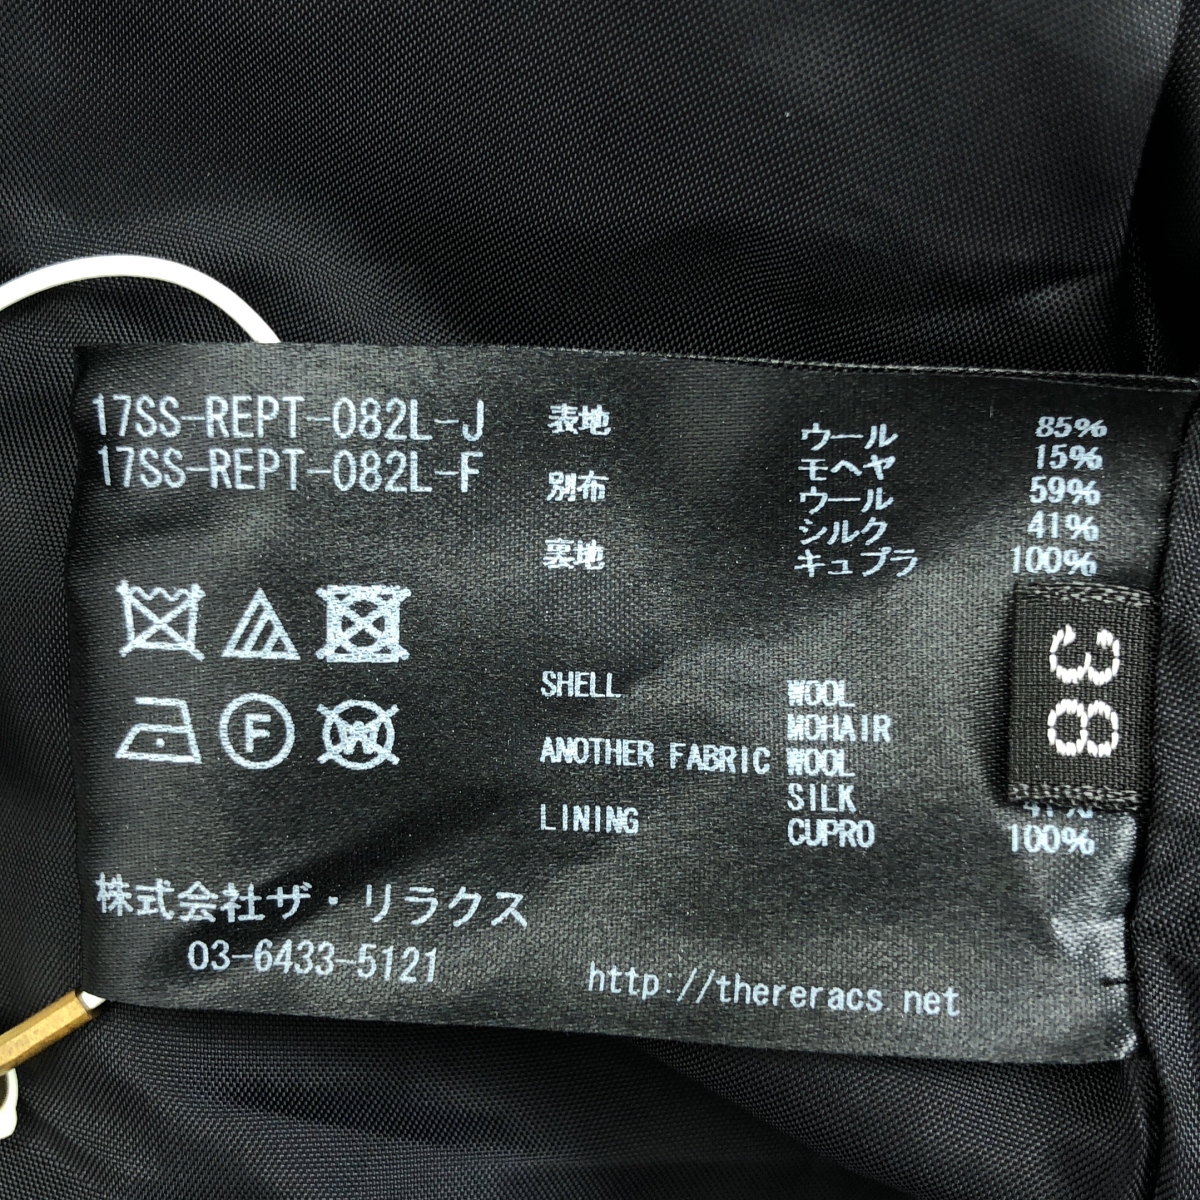 17SS-REPT-082L-J
17SS-REPT-082L-F
表地 ウール 85%
モヘヤ 15%
別布 ウール 59%
シルク 41%
裏地 キュプラ 100%
F
W
SHELL WOOL
MOHAIR
ANOTHER FABRIC WOOL
SILK 41%
LINING CUPRO 100%
38
株式会社ザ・リラクス
03-6433-5121
http://thereracs.net